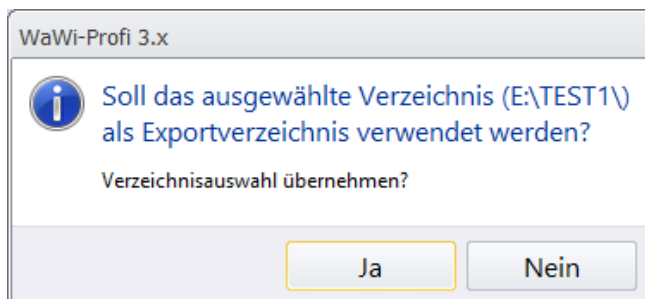 WaWi-Profi 3.x
Soll das ausgewählte Verzeichnis (E:\TEST1\)
als Exportverzeichnis verwendet werden?
Verzeichnisauswahl übernehmen?
Ja
Nein